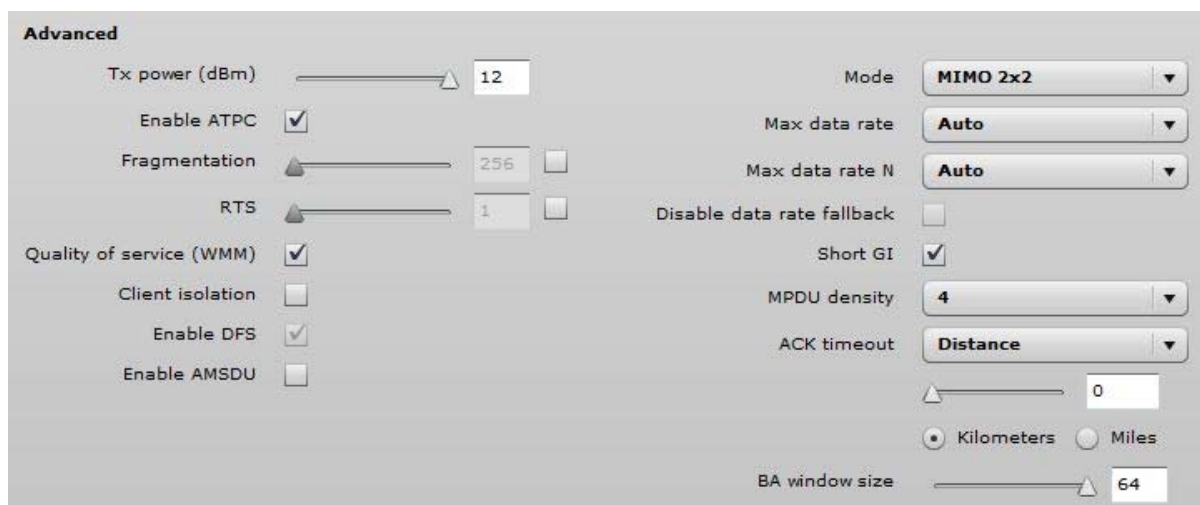 Advanced
Tx power (dBm) 12
Enable ATPC
Fragmentation 256
RTS 1
Quality of service (WMM)
Client isolation
Enable DFS
Enable AMSDU
Mode MIMO 2x2
Max data rate Auto
Max data rate N Auto
Disable data rate fallback
Short GI
MPDU density 4
ACK timeout Distance
0
Kilometers Miles
BA window size 64